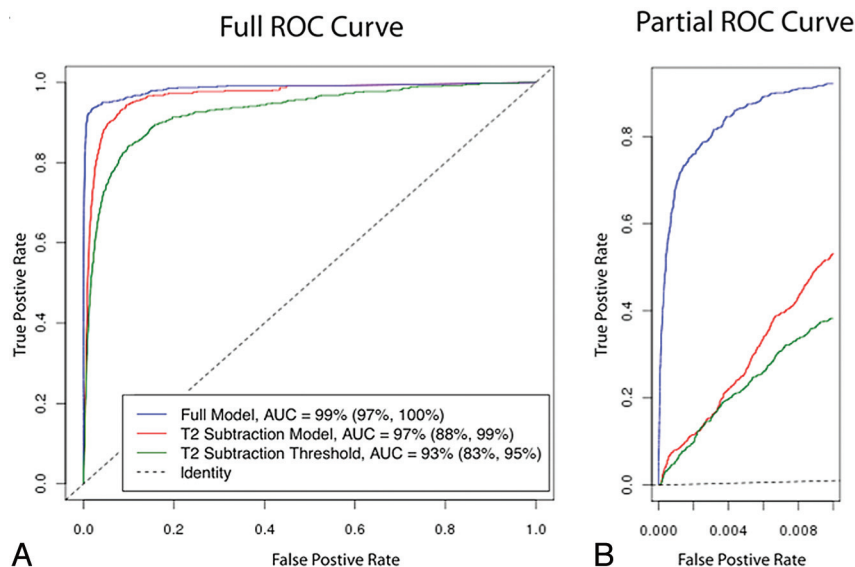 Full ROC Curve
Partial ROC Curve
True Postive Rate
1.0
0.8
0.6
0.4
0.2
0.0
Full Model, AUC = 99% (97%, 100%)
T2 Subtraction Model, AUC = 97% (88%, 99%)
T2 Subtraction Threshold, AUC = 93% (83%, 95%)
Identity
0.0 0.2 0.4 0.6 0.8 1.0
False Postive Rate
A
True Postive Rate
0.8
0.6
0.4
0.2
0.0
0.000 0.004 0.008
False Postive Rate
B